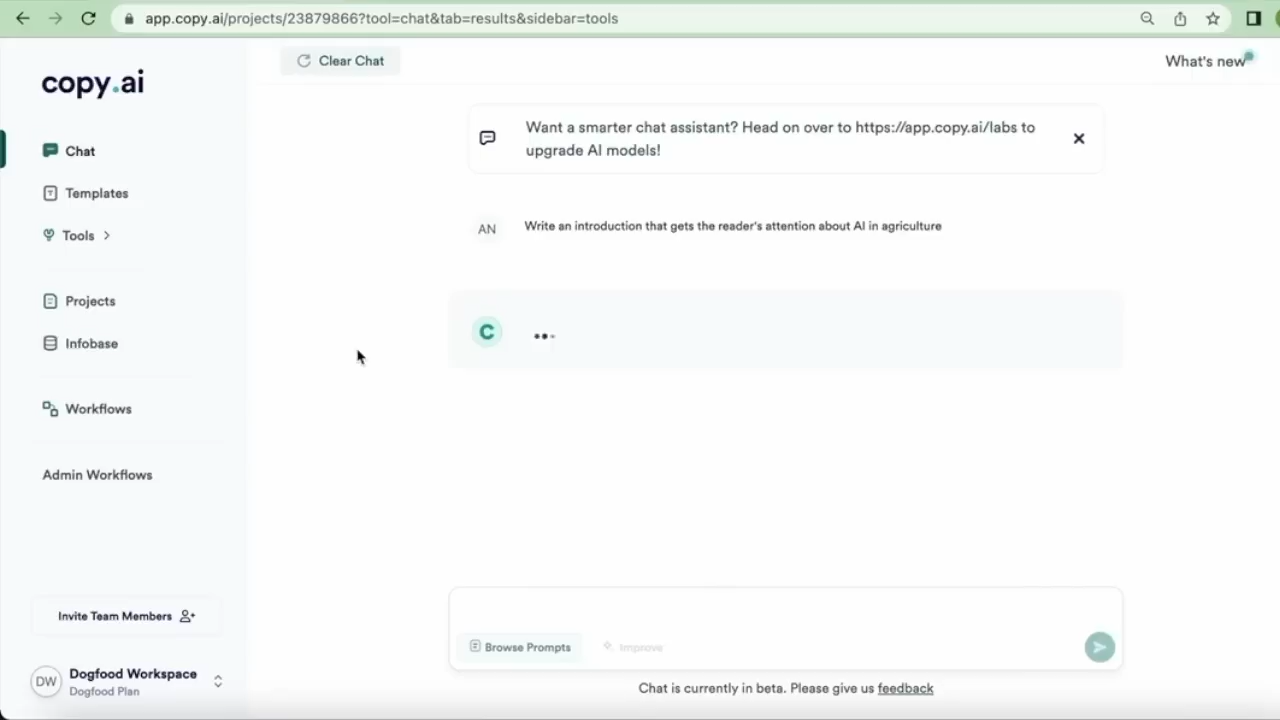 app.copy.ai/projects/23879866?tool=chat&tab=results&sidebar=tools
copy.ai
Clear Chat
What's new
Chat
Templates
Tools
Projects
Infobase
Workflows
Admin Workflows
Want a smarter chat assistant? Head on over to https://app.copy.ai/labs to
upgrade AI models!
AN
Write an introduction that gets the reader's attention about AI in agriculture
C
Invite Team Members
DW
Dogfood Workspace
Dogfood Plan
Browse Prompts
Improve
Chat is currently in beta. Please give us feedback